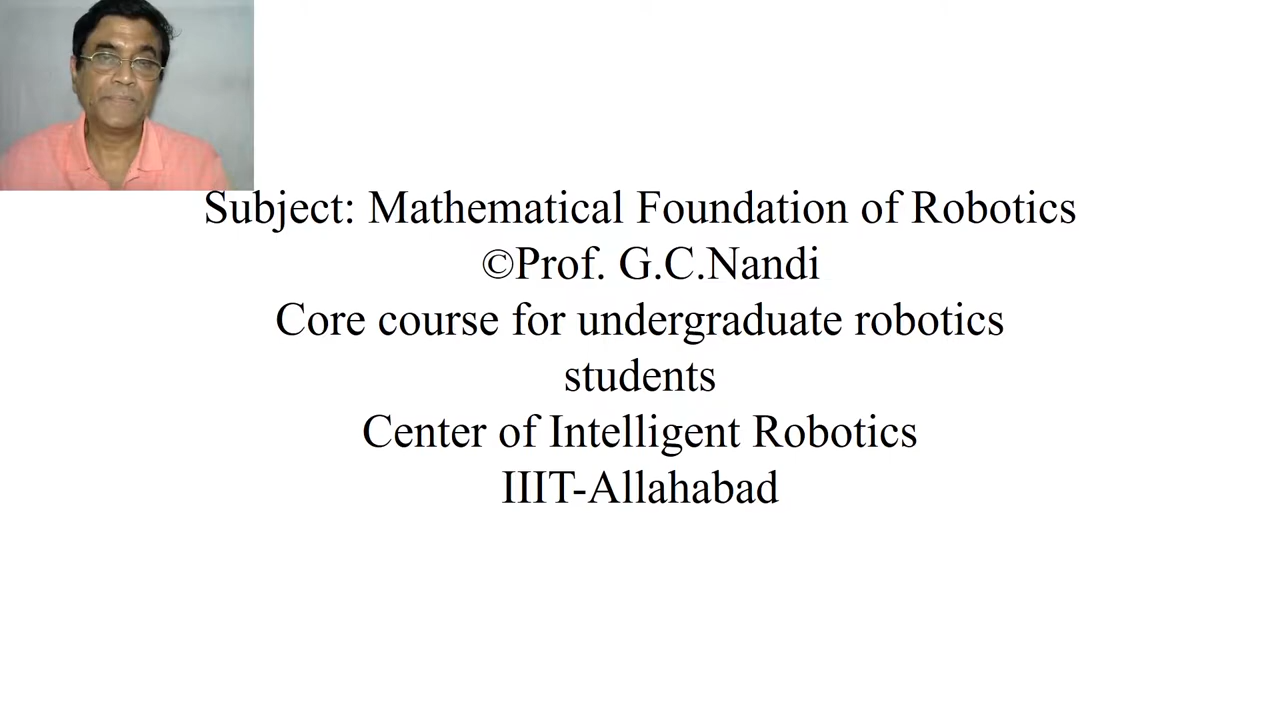 Subject: Mathematical Foundation of Robotics
©Prof. G.C.Nandi
Core course for undergraduate robotics
students
Center of Intelligent Robotics
IIIT-Allahabad